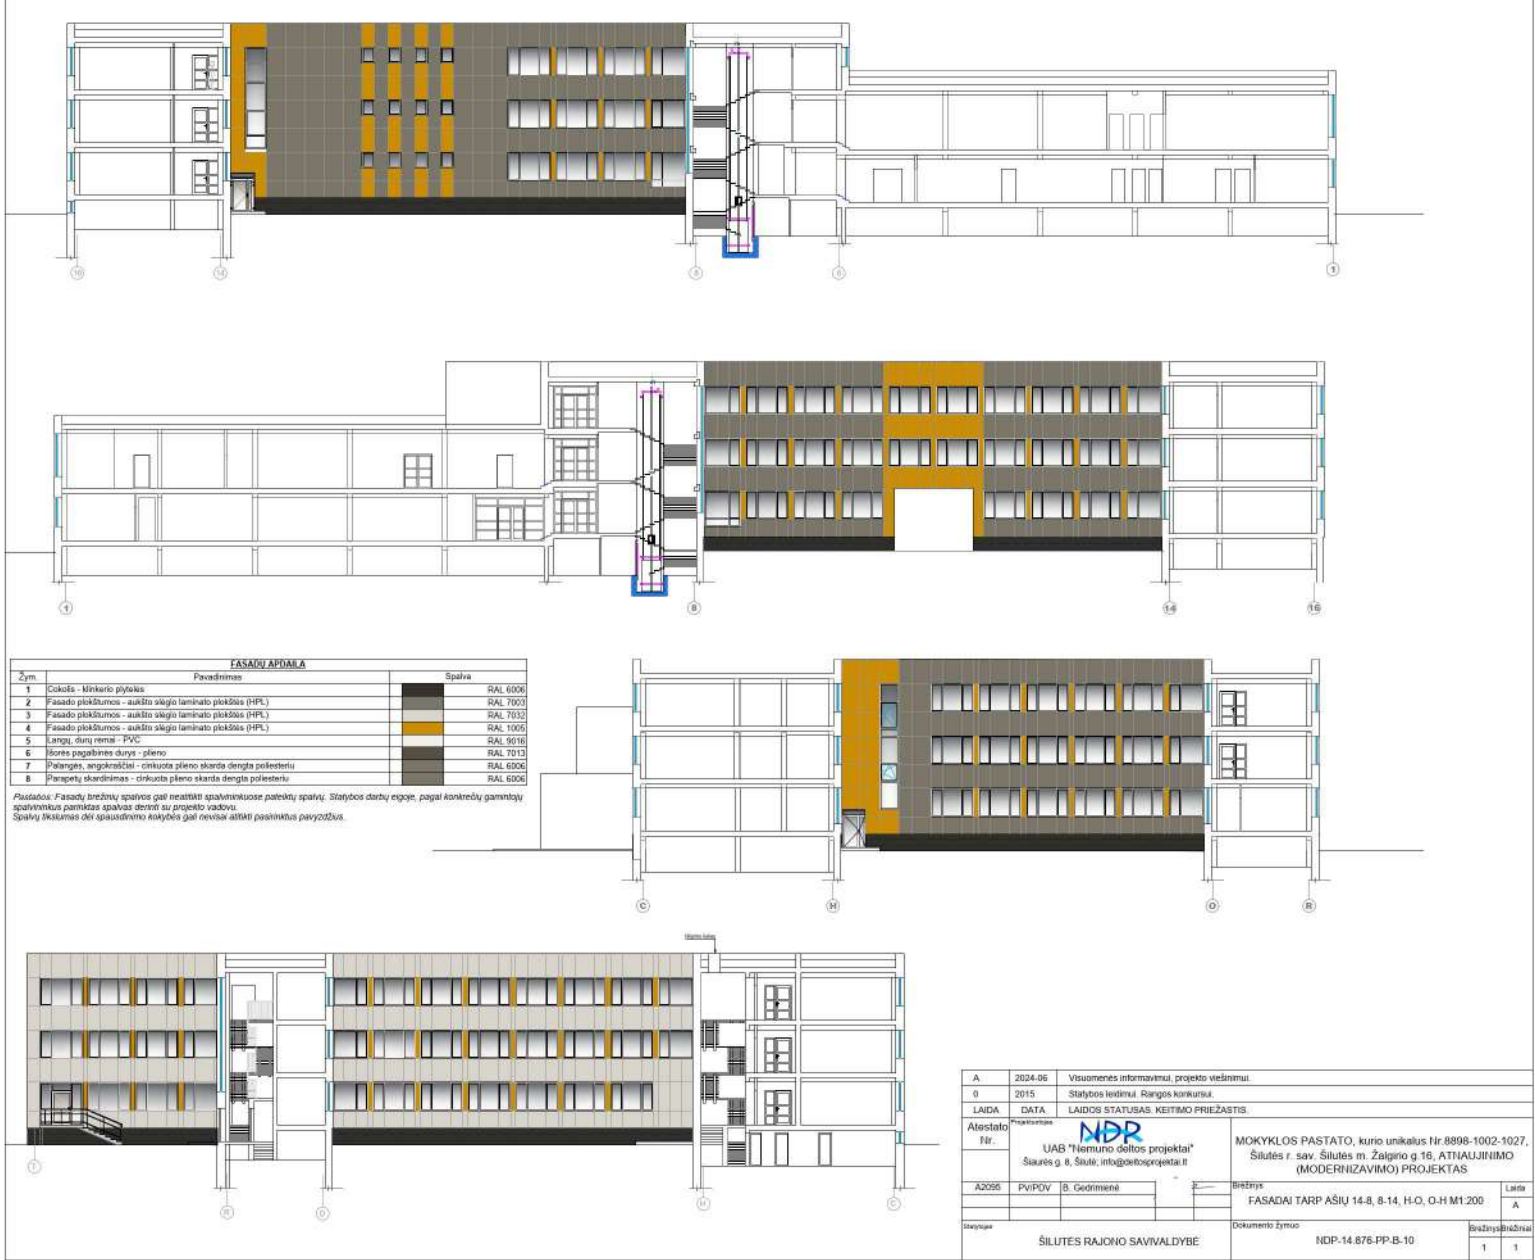 16
14
8
6
1
1
8
14
16
FASADŲ APDAILA
Žym. Pavadinimas Spalva
1 Cokolis - klinkerio plytelės RAL 6006
2 Fasado plokštumos - aukšto slėgio laminato plokštės (HPL) RAL 7003
3 Fasado plokštumos - aukšto slėgio laminato plokštės (HPL) RAL 7032
4 Fasado plokštumos - aukšto slėgio laminato plokštės (HPL) RAL 1005
5 Langų, durų rėmai - PVC RAL 9016
6 Išorės pagalbinės durys - plieno RAL 7013
7 Palangės, angokraščiai - cinkuota plieno skarda dengta poliesteriu RAL 6006
8 Parapetų skardinimas - cinkuota plieno skarda dengta poliesteriu RAL 6006
Pastabos: Fasadų brėžinių spalvos gali neatitikti spalvininkuose pateiktų spalvų. Statybos darbų eigoje, pagal konkrečių gamintojų
spalvininkus parinktas spalvas derinti su projekto vadovu.
Spalvų tikslumas dėl spausdinimo kokybės gali nevisai atitikti pasirinktus pavyzdžius.
C
H
O
R
T
R
O
H
C
A 2024-06 Visuomenės informavimui, projekto viešinimui.
0 2015 Statybos leidimui. Rangos konkursui.
LAIDA DATA LAIDOS STATUSAS. KEITIMO PRIEŽASTIS.
Atestato Nr.
Projektuotojas
NDP
UAB "Nemuno deltos projektai"
Šiaurės g. 8, Šilutė; info@deltosprojektai.lt
MOKYKLOS PASTATO, kurio unikalus Nr.8898-1002-1027,
Šilutės r. sav. Šilutės m. Žalgirio g.16, ATNAUJINIMO
(MODERNIZAVIMO) PROJEKTAS
A2095 PV/PDV B. Gedrimienė
Brėžinys
FASADAI TARP AŠIŲ 14-8, 8-14, H-O, O-H M1:200
Laida
A
Statytojas
ŠILUTĖS RAJONO SAVIVALDYBĖ
Dokumento žymuo
NDP-14.876-PP-B-10
Brėžinys Brėžiniai
1 1